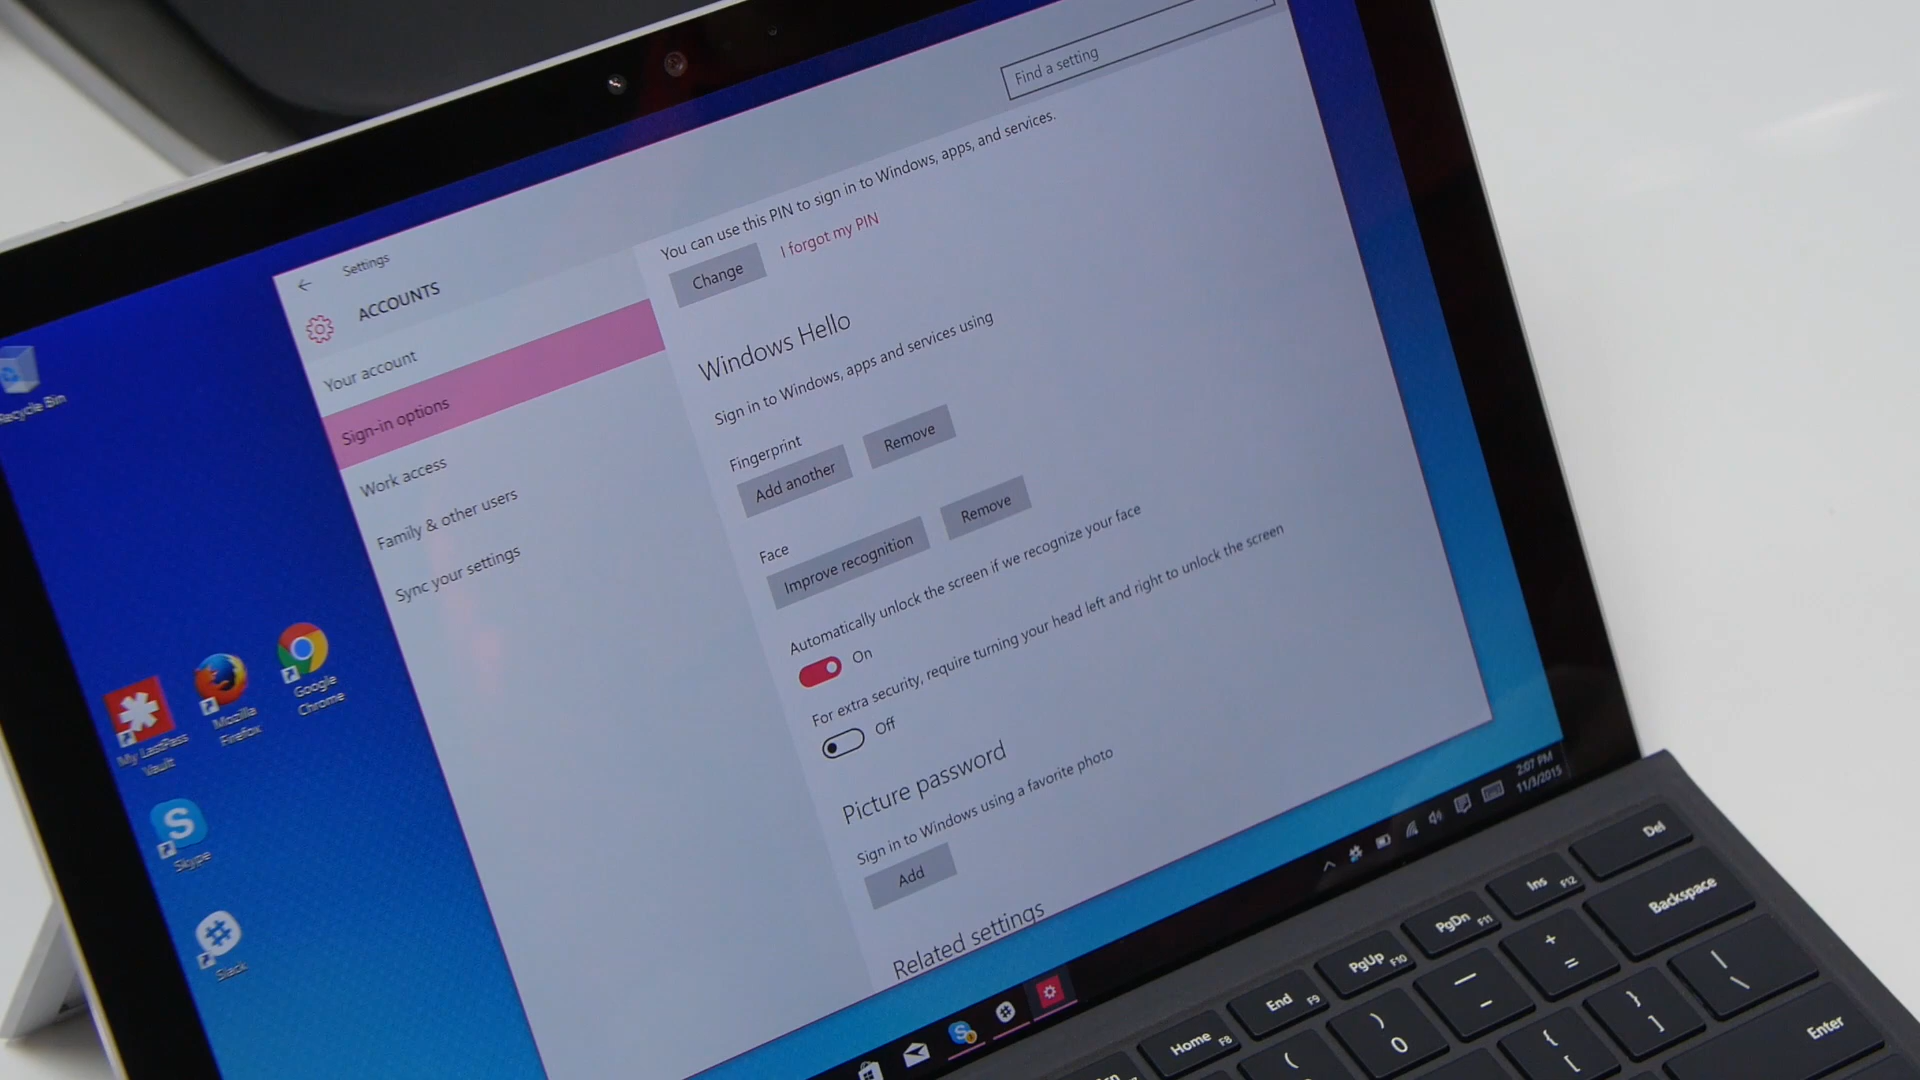 Find a setting
Settings
ACCOUNTS
Your account
Sign-in options
Work access
Family & other users
Sync your settings
You can use this PIN to sign in to Windows, apps, and services.
Change
I forgot my PIN
Windows Hello
Sign in to Windows, apps and services using
Fingerprint
Add another
Remove
Face
Improve recognition
Remove
Automatically unlock the screen if we recognize your face
On
For extra security, require turning your head left and right to unlock the screen
Off
Picture password
Sign in to Windows using a favorite photo
Add
Related settings
Recycle Bin
My LastPass
Vault
Mozilla
Firefox
Google
Chrome
Skype
Slack
2:07 PM
11/3/2015
Home F8
End F9
PgUp F10
PgDn F11
Ins F12
Del
Backspace
Enter
(
) 0
— -
+ =
{ [
} ]
| \